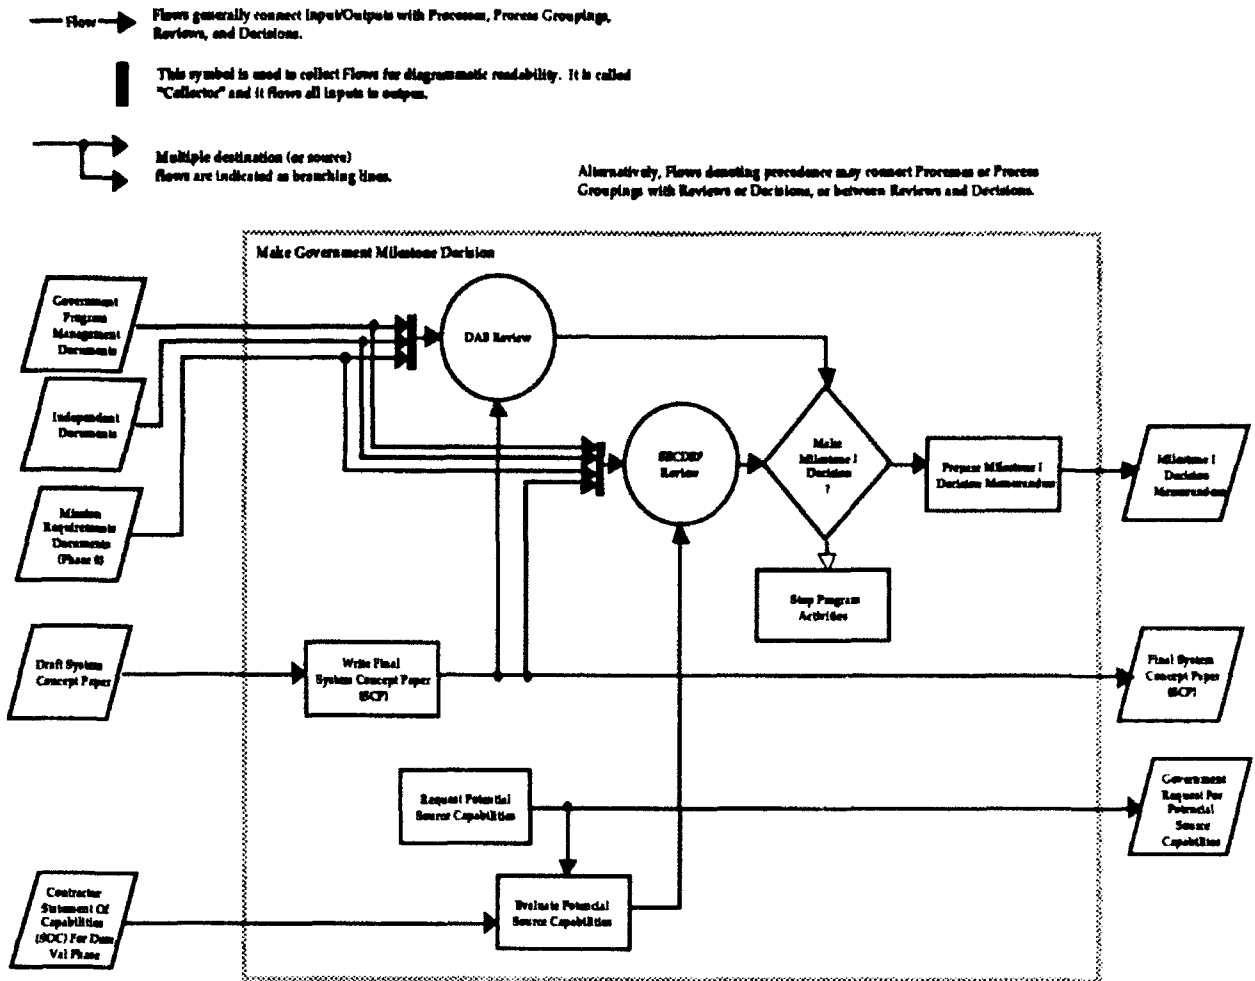 Flow
Flows generally connect Input/Outputs with Processes, Process Groupings,
Reviews, and Decisions.
This symbol is used to collect Flows for diagrammatic readability. It is called
"Collector" and it flows all inputs to output.
Multiple destination (or source)
flows are indicated as branching lines.
Alternatively, Flows denoting precedence may connect Processes or Process
Groupings with Reviews or Decisions, or between Reviews and Decisions.
Make Government Milestone Decision
Government
Program
Management
Documents
DAB Review
Independent
Documents
SECDEF
Review
Make
Milestone I
Decision
?
Prepare Milestone I
Decision Memorandum
Milestone I
Decision
Memorandum
Mission
Requirements
Documents
(Phase 0)
Stop Program
Activities
Draft System
Concept Paper
Write Final
System Concept Paper
(SCP)
Final System
Concept Paper
(SCP)
Request Potential
Source Capabilities
Government
Request For
Potential
Source
Capabilities
Contractor
Statement Of
Capabilities
(SOC) For Dem
Val Phase
Evaluate Potential
Source Capabilities